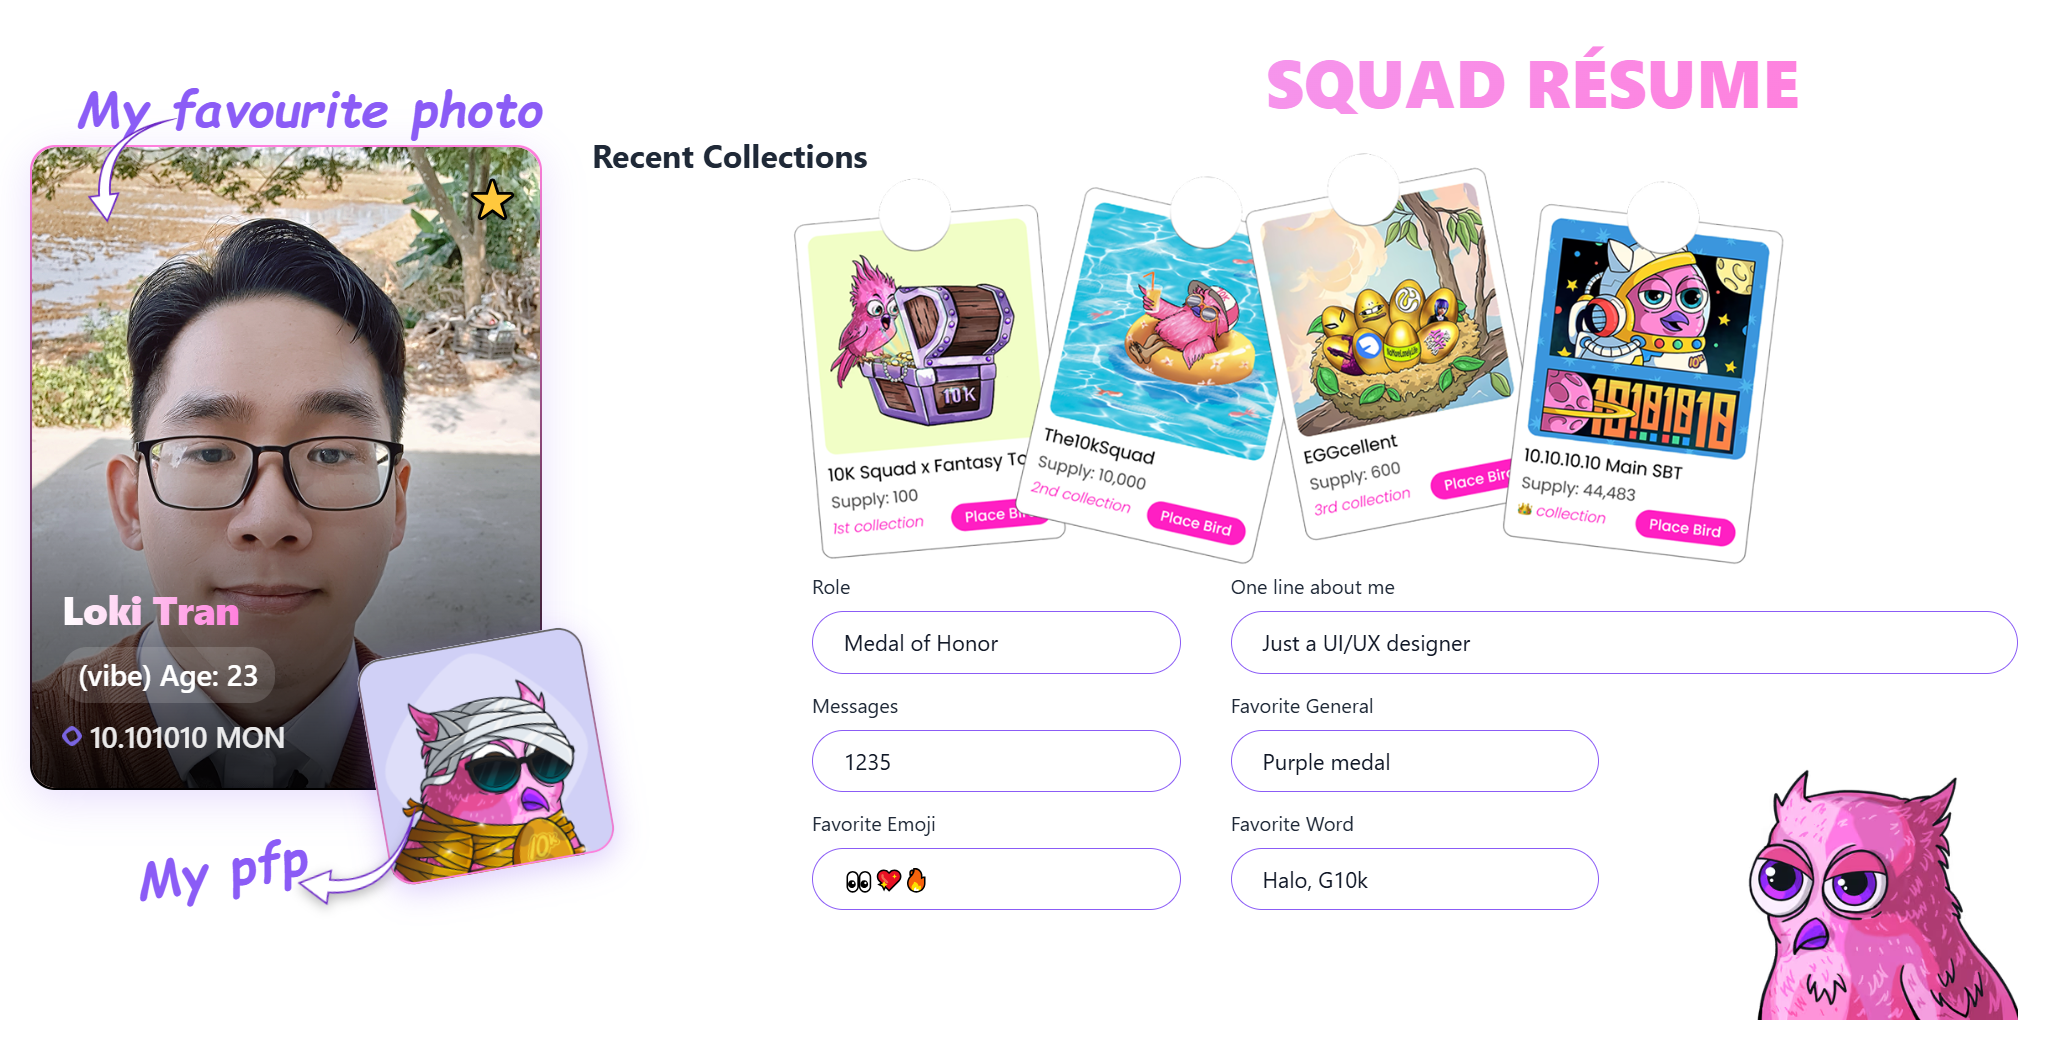 SQUAD RÉSUME
My favourite photo
Loki Tran
(vibe) Age: 23
10.101010 MON
My pfp
10K
Recent Collections
10K
10K Squad x Fantasy To
Supply: 100
1st collection
Place Bi
10K
The10kSquad
Supply: 10,000
2nd collection
Place Bird
EGGcellent
Supply: 600
3rd collection
Place Bird
10
10101010
10.10.10.10 Main SBT
Supply: 44,483
👑 collection
Place Bird
Role
Medal of Honor
One line about me
Just a UI/UX designer
Messages
1235
Favorite General
Purple medal
Favorite Emoji
👀💖🔥
Favorite Word
Halo, G10k